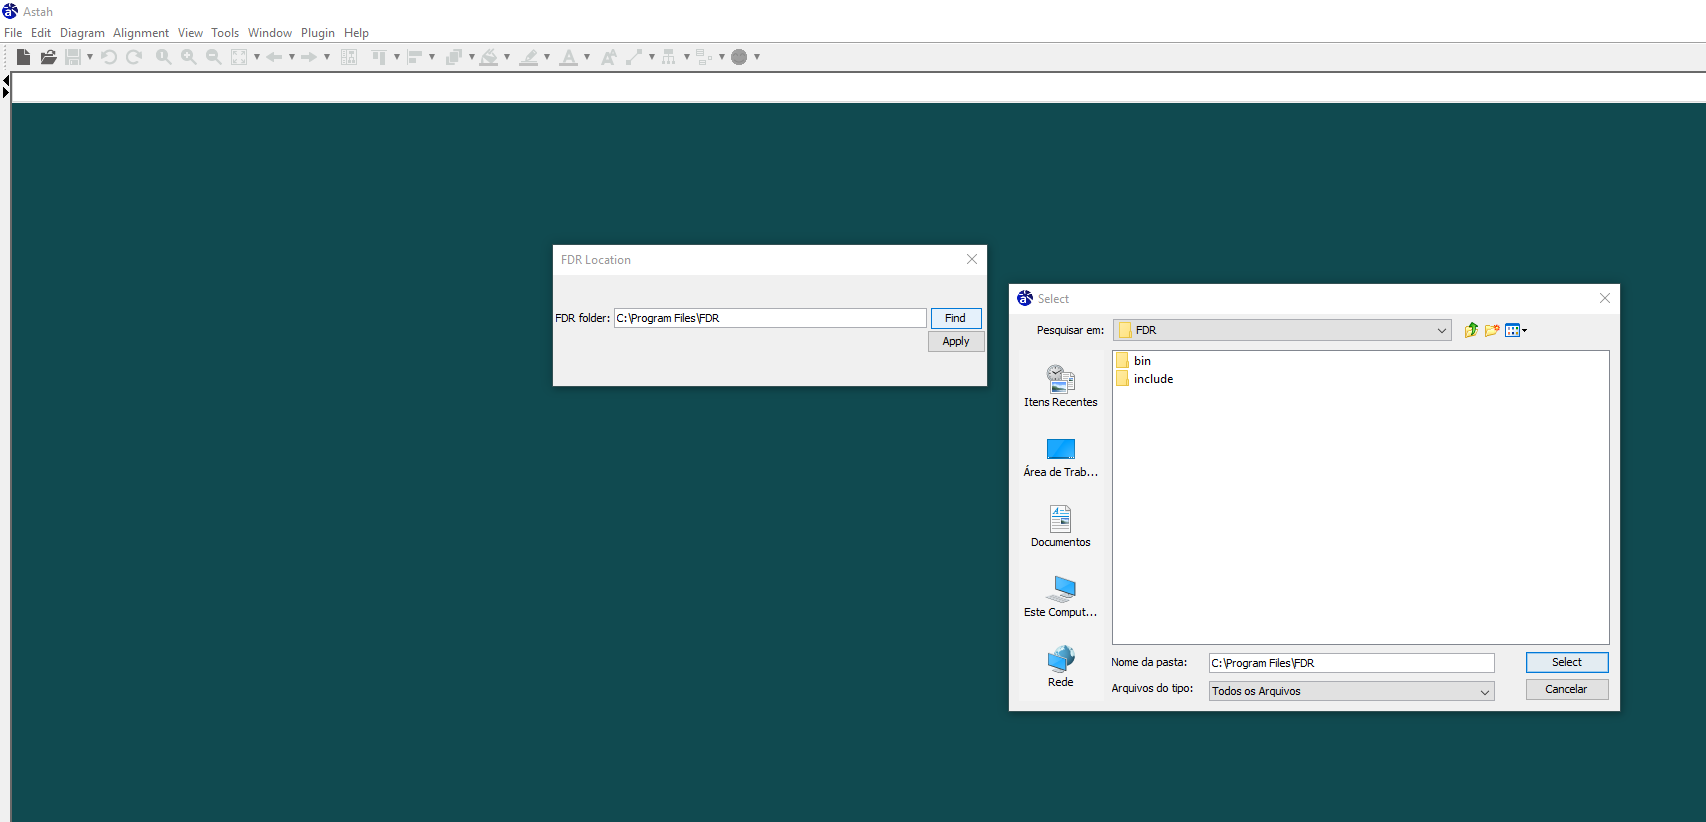 Astah
File Edit Diagram Alignment View Tools Window Plugin Help
FDR Location
FDR folder: C:\Program Files\FDR Find
Apply
Select
Pesquisar em: FDR
bin
include
Itens Recentes
Área de Trab...
Documentos
Este Comput...
Rede
Nome da pasta: C:\Program Files\FDR Select
Arquivos do tipo: Todos os Arquivos Cancelar